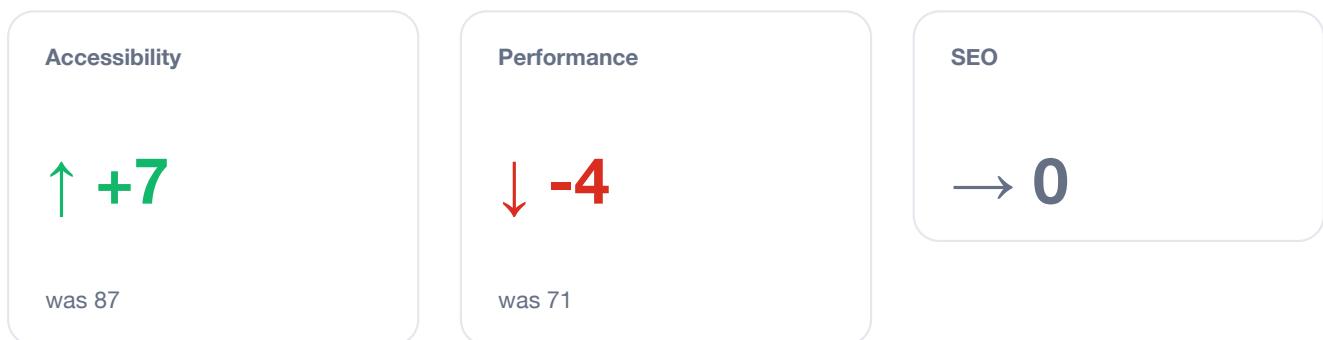 Accessibility
↑ +7
was 87
Performance
↓ -4
was 71
SEO
→ 0